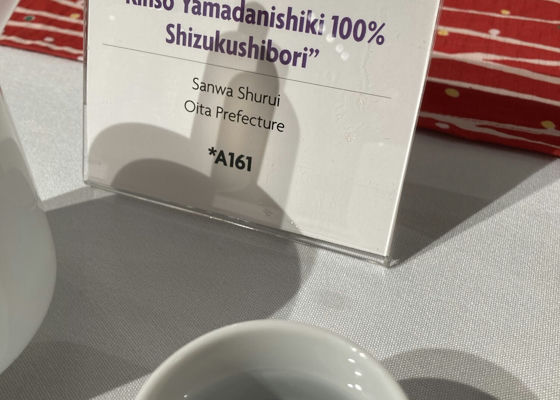 Yamadanishiki 100%
Shizukushibori”
Sanwa Shurui
Oita Prefecture
*A161